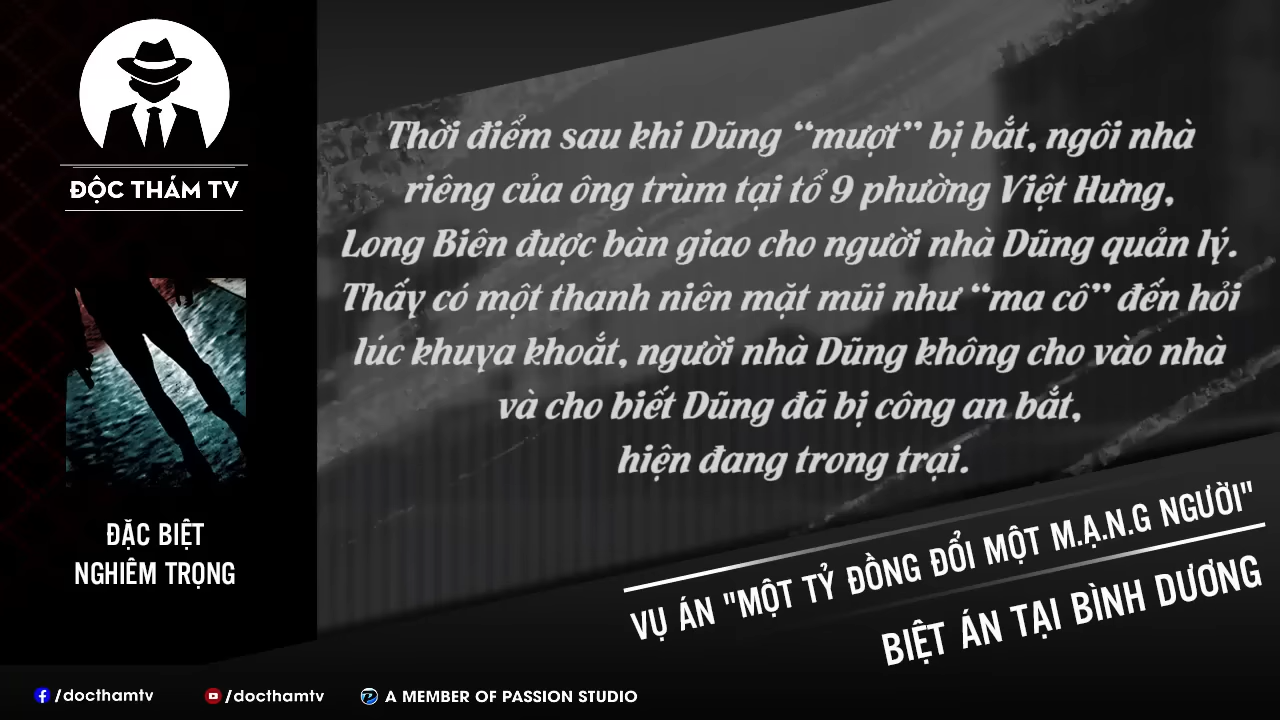 ĐỘC THÁM TV
ĐẶC BIỆT
NGHIÊM TRỌNG
Thời điểm sau khi Dũng “mượt” bị bắt, ngôi nhà
riêng của ông trùm tại tổ 9 phường Việt Hưng,
Long Biên được bàn giao cho người nhà Dũng quản lý.
Thấy có một thanh niên mặt mũi như “ma cô” đến hỏi
lúc khuya khoắt, người nhà Dũng không cho vào nhà
và cho biết Dũng đã bị công an bắt,
hiện đang trong trại.
VỤ ÁN "MỘT TỶ ĐỒNG ĐỔI MỘT M.Ạ.N.G NGƯỜI"
BIỆT ÁN TẠI BÌNH DƯƠNG
/docthamtv /docthamtv A MEMBER OF PASSION STUDIO